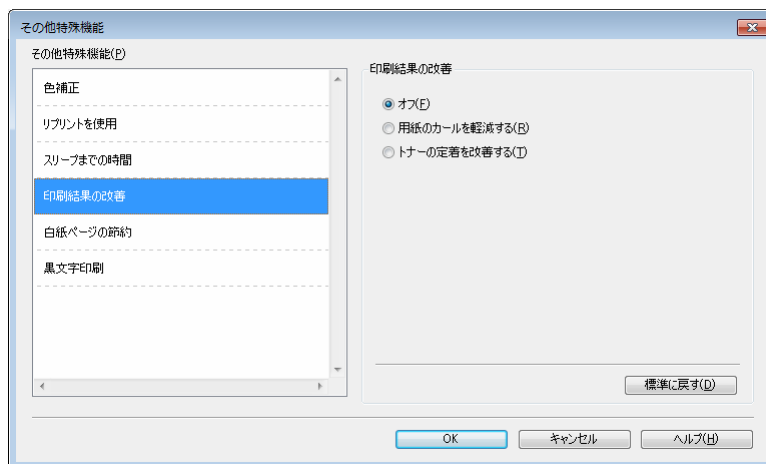 その他特殊機能
その他特殊機能(P)
色補正
リプリントを使用
スリープまでの時間
印刷結果の改善
白紙ページの節約
黒文字印刷
印刷結果の改善
オフ(F)
用紙のカールを軽減する(R)
トナーの定着を改善する(T)
標準に戻す(D)
OK
キャンセル
ヘルプ(H)